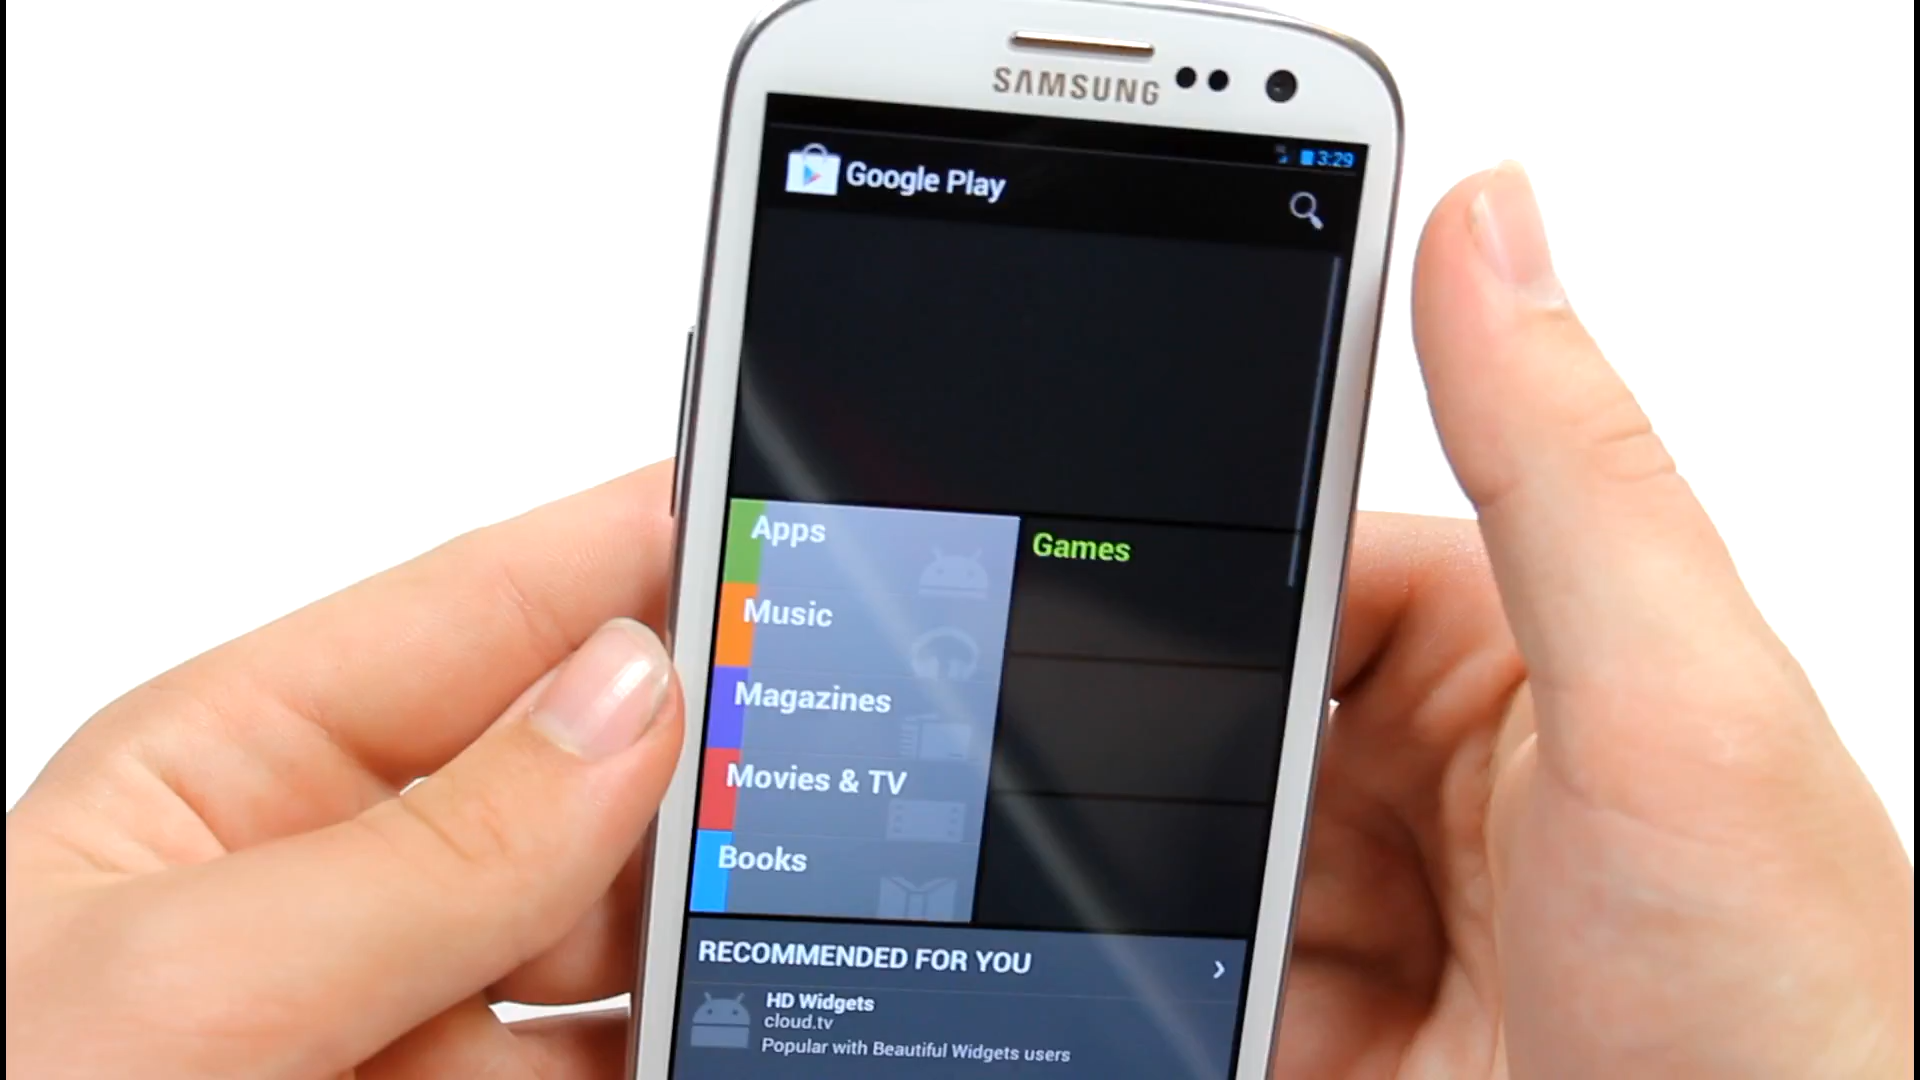 SAMSUNG
3:29
Google Play
Apps
Games
Music
Magazines
Movies & TV
Books
RECOMMENDED FOR YOU
HD Widgets
cloud.tv
Popular with Beautiful Widgets users